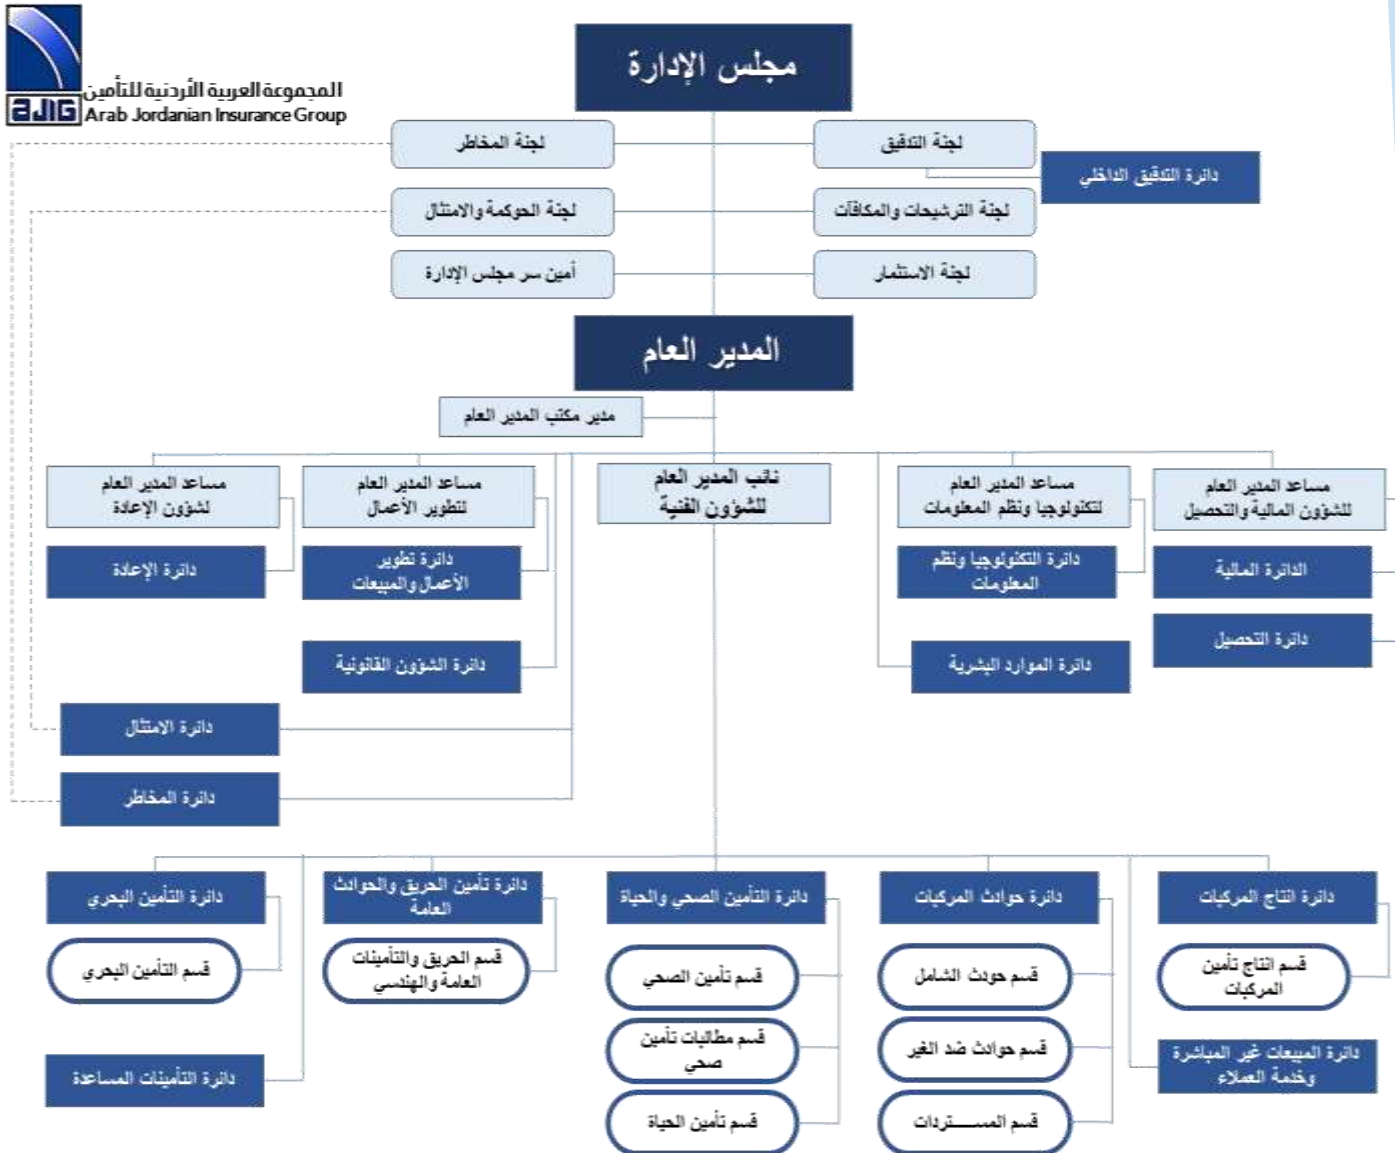 المجموعة العربية الأردنية للتأمين
aJIG Arab Jordanian Insurance Group
مجلس الإدارة
لجنة التدقيق
لجنة المخاطر
دائرة التدقيق الداخلي
لجنة الترشيحات والمكافآت
لجنة الحوكمة والامتثال
لجنة الاستثمار
أمين سر مجلس الإدارة
المدير العام
مدير مكتب المدير العام
مساعد المدير العام
للشؤون المالية والتحصيل
مساعد المدير العام
لتكنولوجيا ونظم المعلومات
نائب المدير العام
للشؤون الفنية
مساعد المدير العام
لتطوير الأعمال
مساعد المدير العام
لشؤون الإعادة
الدائرة المالية
دائرة التكنولوجيا ونظم
المعلومات
دائرة تطوير
الأعمال والمبيعات
دائرة الإعادة
دائرة التحصيل
دائرة الموارد البشرية
دائرة الشؤون القانونية
دائرة الامتثال
دائرة المخاطر
دائرة انتاج المركبات
دائرة حوادث المركبات
دائرة التأمين الصحي والحياة
دائرة تأمين الحريق والحوادث
العامة
دائرة التأمين البحري
قسم انتاج تأمين
المركبات
قسم حودث الشامل
قسم تأمين الصحي
قسم الحريق والتأمينات
العامة والهندسي
قسم التأمين البحري
دائرة المبيعات غير المباشرة
وخدمة العملاء
قسم حوادث ضد الغير
قسم مطالبات تأمين
صحي
دائرة التأمينات المساعدة
قسم المستردات
قسم تأمين الحياة